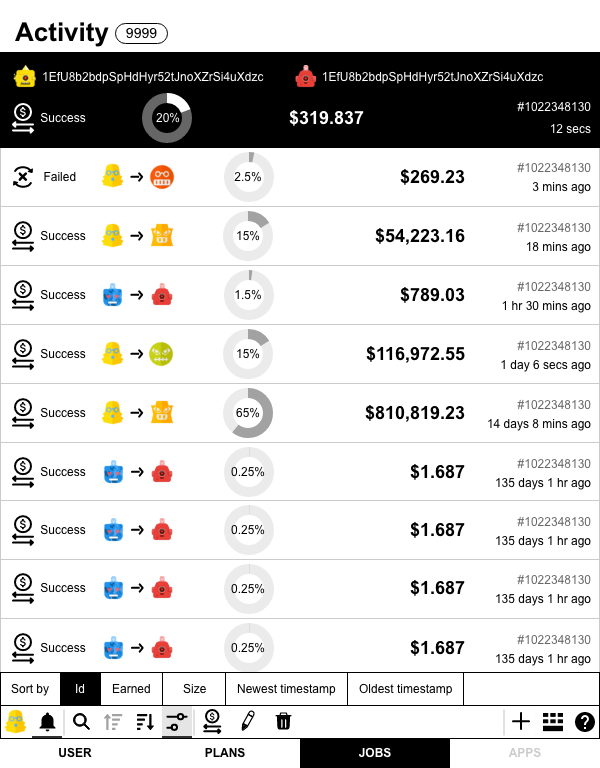 Activity 9999
1EfU8b2bdpSpHdHyr52tJnoXZrSi4uXdzc 1EfU8b2bdpSpHdHyr52tJnoXZrSi4uXdzc
Success 20% $319.837 #1022348130
12 secs
Failed 2.5% $269.23 #1022348130
3 mins ago
Success 15% $54,223.16 #1022348130
18 mins ago
Success 1.5% $789.03 #1022348130
1 hr 30 mins ago
Success 15% $116,972.55 #1022348130
1 day 6 secs ago
Success 65% $810,819.23 #1022348130
14 days 8 mins ago
Success 0.25% $1.687 #1022348130
135 days 1 hr ago
Success 0.25% $1.687 #1022348130
135 days 1 hr ago
Success 0.25% $1.687 #1022348130
135 days 1 hr ago
Success 0.25% $1.687 #1022348130
135 days 1 hr ago
Sort by Id Earned Size Newest timestamp Oldest timestamp
USER PLANS JOBS APPS